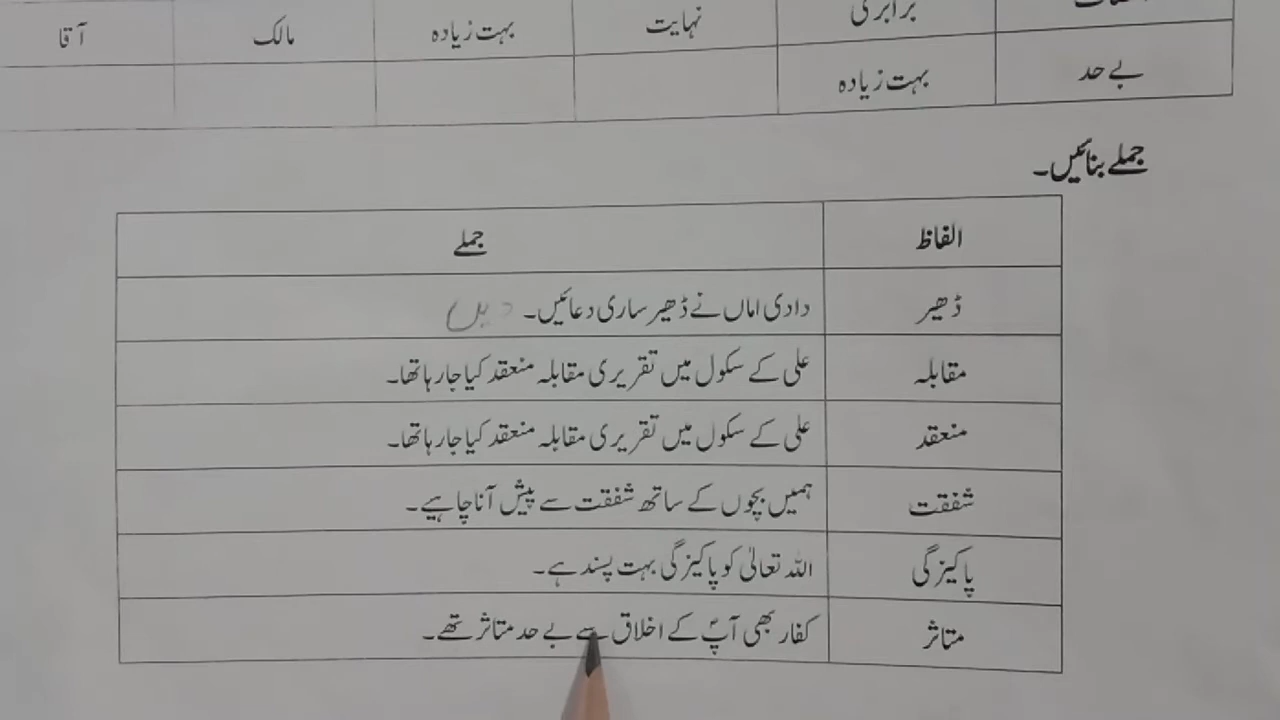 برابری نہایت بہت زیادہ مالک آقا
بے حد بہت زیادہ
جملے بنائیں۔
الفاظ جملے
ڈھیر دادی اماں نے ڈھیر ساری دعائیں۔ دیں
مقابلہ علی کے سکول میں تقریری مقابلہ منعقد کیا جا رہا تھا۔
منعقد علی کے سکول میں تقریری مقابلہ منعقد کیا جا رہا تھا۔
شفقت ہمیں بچوں کے ساتھ شفقت سے پیش آنا چاہیے۔
پاکیزگی اللہ تعالیٰ کو پاکیزگی بہت پسند ہے۔
متاثر کفار بھی آپؐ کے اخلاق سے بے حد متاثر تھے۔